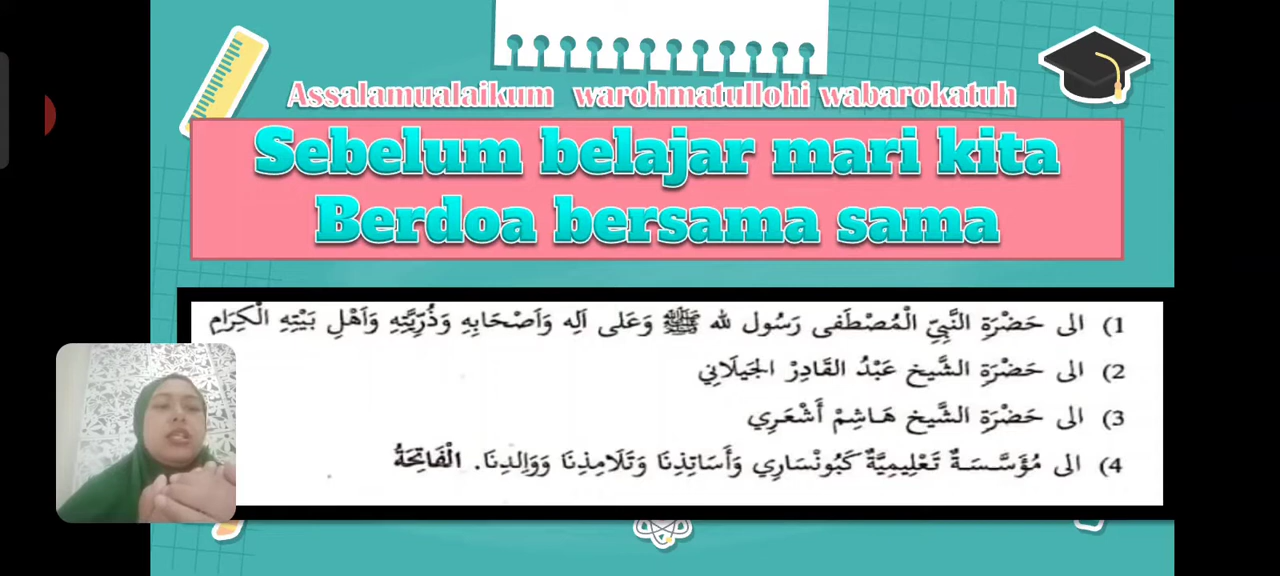 Assalamualaikum warohmatullohi wabarokatuh
Sebelum belajar mari kita
Berdoa bersama sama
1) الى حَضْرَةِ النَّبِيِّ الْمُصْطَفَى رَسُول لله ﷺ وَعَلى اَلِه وَاَصْحَابِهِ وَذُرِّيَّتِهِ وَاَهْلِ بَيْتِهِ الْكِرَامِ
2) الى حَضْرَةِ الشَّيخ عَبْدُ القَادِرْ الجَيلَانِي
3) الى حَضْرَةِ الشَّيخ هَاشِمْ أَشْعَرِي
4) الى مُؤَسَّسَةٌ تَعْلِيمِيَّةٌ كَبُونْسَارِي وَأَسَاتِذِنَا وَتَلَامِذِنَا وَوَالِدِنَا. الْفَاتِحَةُ